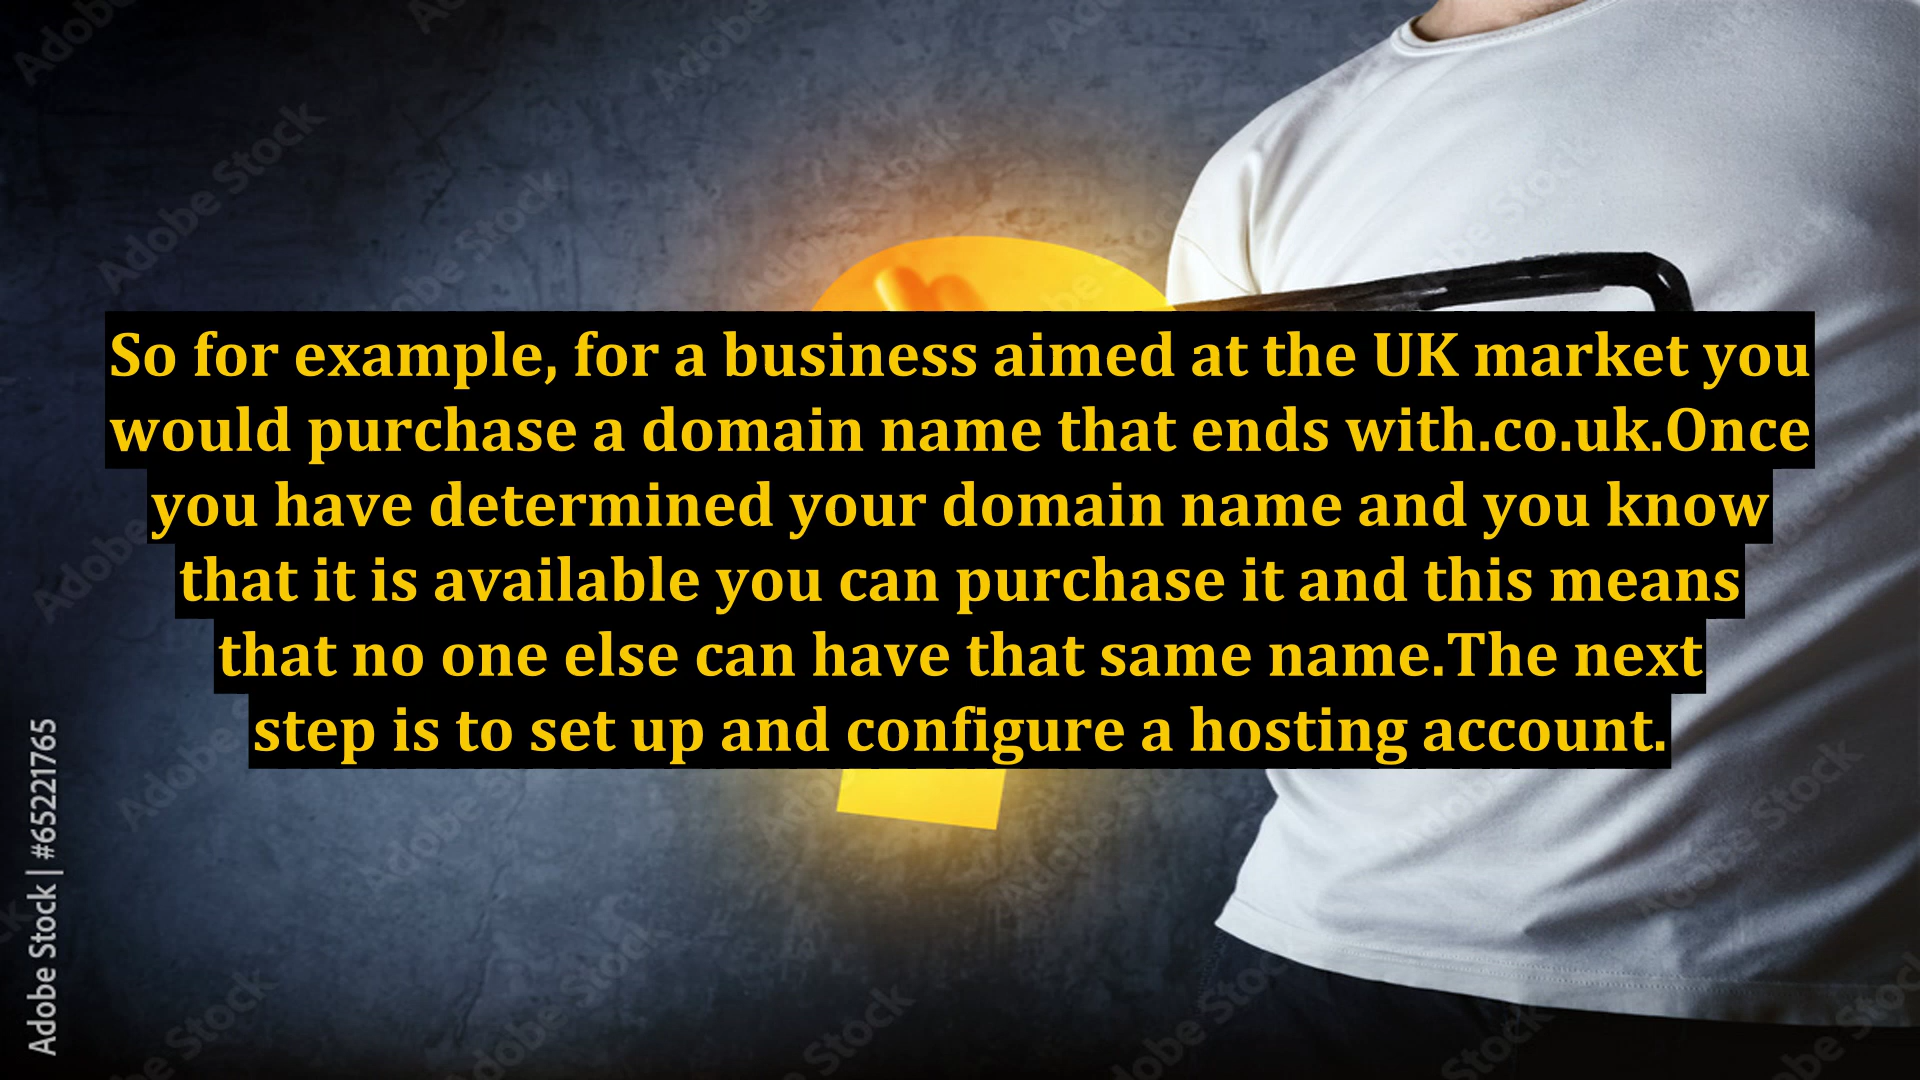 So for example, for a business aimed at the UK market you
would purchase a domain name that ends with.co.uk.Once
you have determined your domain name and you know
that it is available you can purchase it and this means
that no one else can have that same name.The next
step is to set up and configure a hosting account.
Adobe Stock | #65221765
Adobe Stock